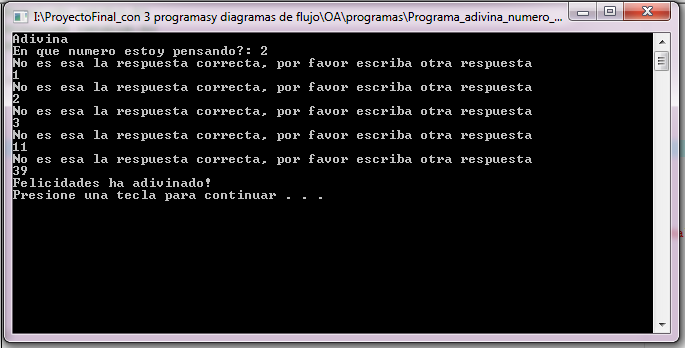 I:\ProyectoFinal_con 3 programasy diagramas de flujo\OA\programas\Programa_adivina_numero_...
Adivina
En que numero estoy pensando?: 2
No es esa la respuesta correcta, por favor escriba otra respuesta
1
No es esa la respuesta correcta, por favor escriba otra respuesta
2
No es esa la respuesta correcta, por favor escriba otra respuesta
3
No es esa la respuesta correcta, por favor escriba otra respuesta
11
No es esa la respuesta correcta, por favor escriba otra respuesta
39
Felicidades ha adivinado!
Presione una tecla para continuar . . .